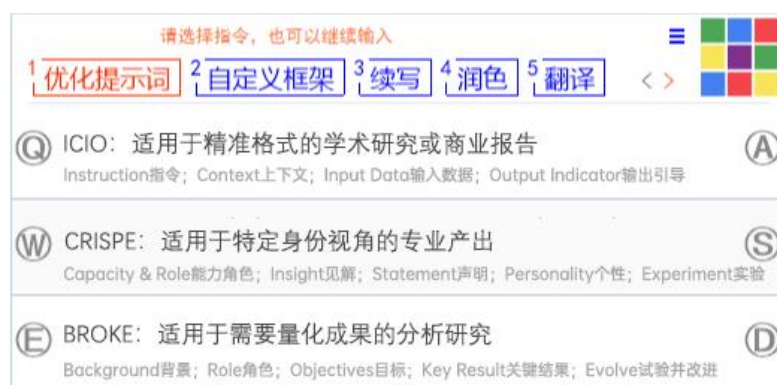 请选择指令，也可以继续输入
1 优化提示词 2 自定义框架 3 续写 4 润色 5 翻译 < >
Q ICIO：适用于精准格式的学术研究或商业报告 A
Instruction指令；Context上下文；Input Data输入数据；Output Indicator输出引导
W CRISPE：适用于特定身份视角的专业产出 S
Capacity & Role能力角色；Insight见解；Statement声明；Personality个性；Experiment实验
E BROKE：适用于需要量化成果的分析研究 D
Background背景；Role角色；Objectives目标；Key Result关键结果；Evolve试验并改进